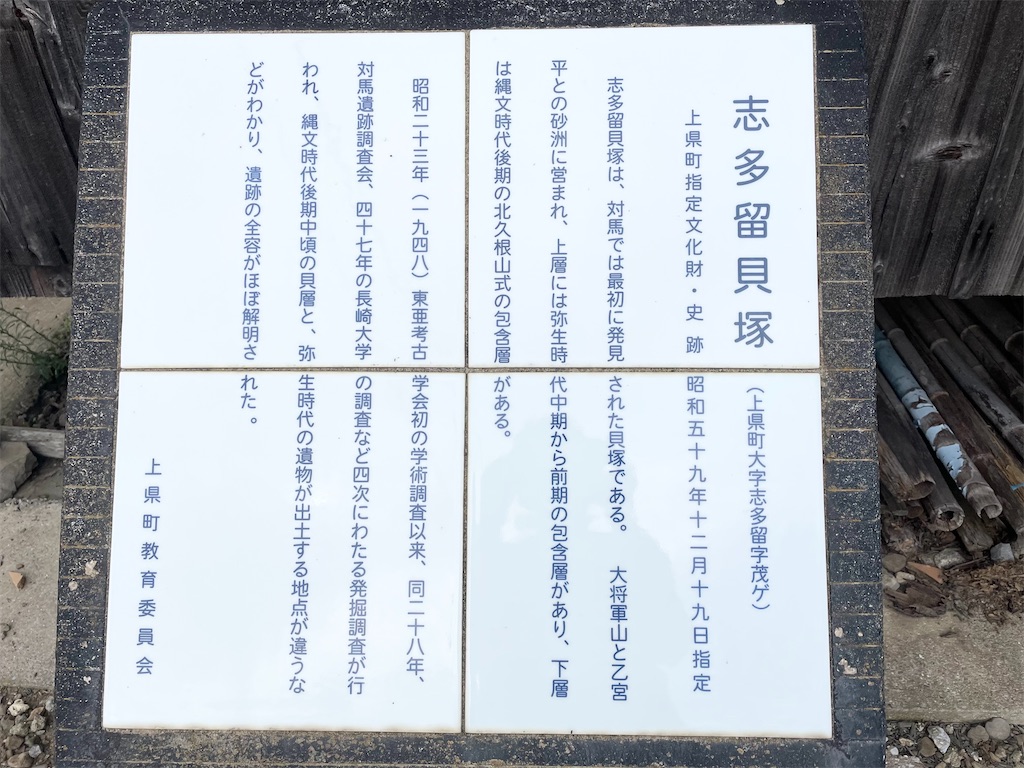 志多留貝塚（上県町大字志多留字茂ゲ）
上県町指定文化財・史跡 昭和五十九年十二月十九日指定
志多留貝塚は、対馬では最初に発見された貝塚である。 大将軍山と乙宮
平との砂洲に営まれ、上層には弥生時代中期から前期の包含層があり、下層
は縄文時代後期の北久根山式の包含層がある。
昭和二十三年（一九四八）東亜考古学会初の学術調査以来、同二十八年、
対馬遺跡調査会、四十七年の長崎大学の調査など四次にわたる発掘調査が行
われ、縄文時代後期中頃の貝層と、弥生時代の遺物が出土する地点が違うな
どがわかり、遺跡の全容がほぼ解明された。
上県町教育委員会